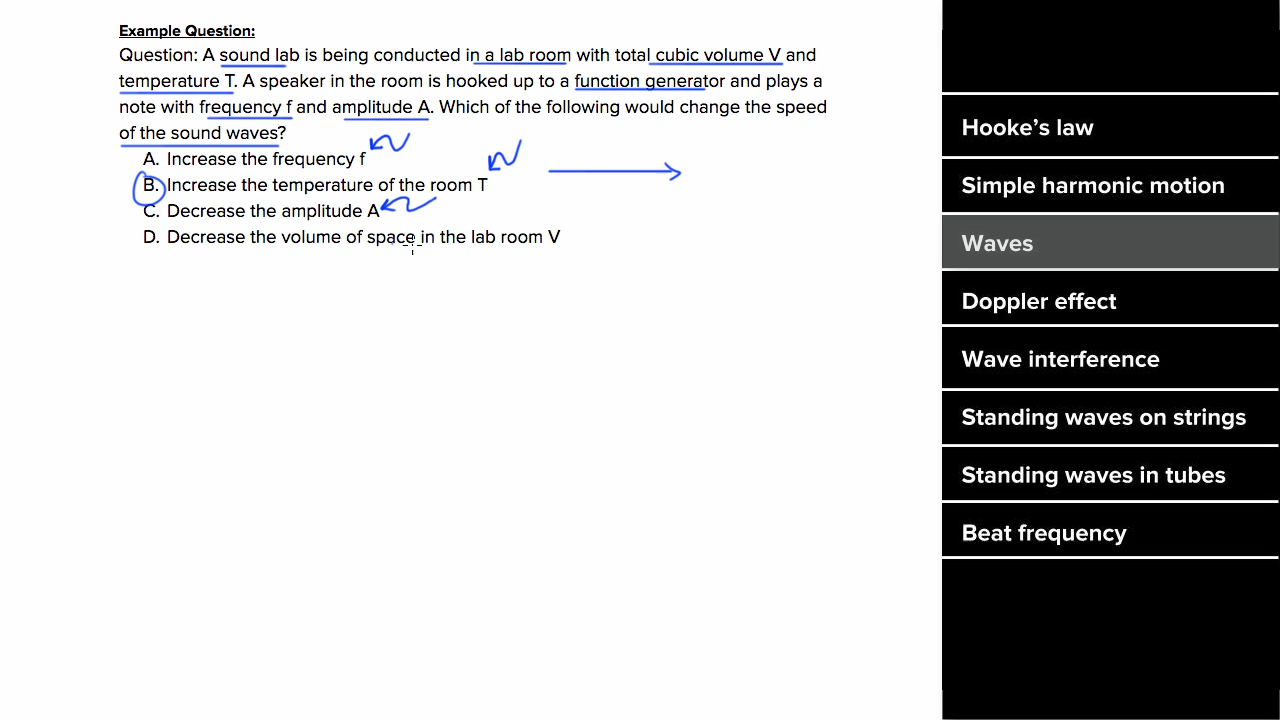 Example Question:
Question: A sound lab is being conducted in a lab room with total cubic volume V and
temperature T. A speaker in the room is hooked up to a function generator and plays a
note with frequency f and amplitude A. Which of the following would change the speed
of the sound waves?
A. Increase the frequency f
B. Increase the temperature of the room T
C. Decrease the amplitude A
D. Decrease the volume of space in the lab room V
Hooke's law
Simple harmonic motion
Waves
Doppler effect
Wave interference
Standing waves on strings
Standing waves in tubes
Beat frequency